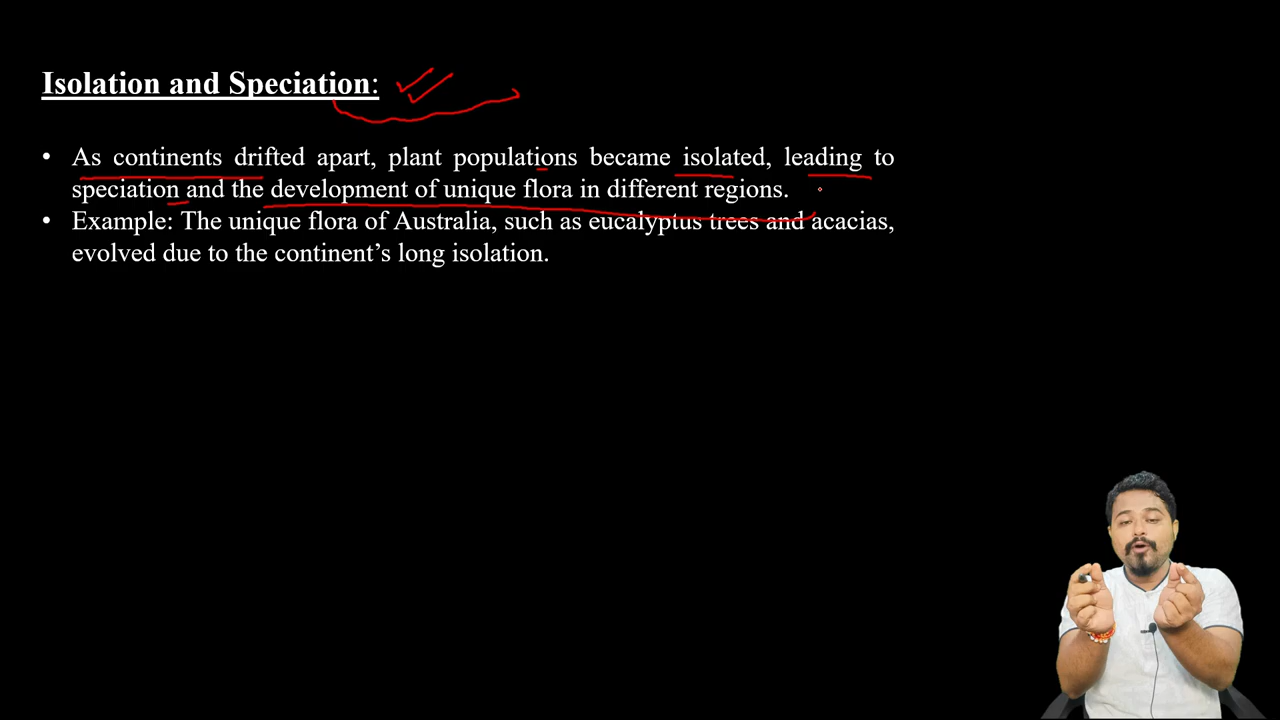 Isolation and Speciation:
• As continents drifted apart, plant populations became isolated, leading to
speciation and the development of unique flora in different regions.
• Example: The unique flora of Australia, such as eucalyptus trees and acacias,
evolved due to the continent’s long isolation.